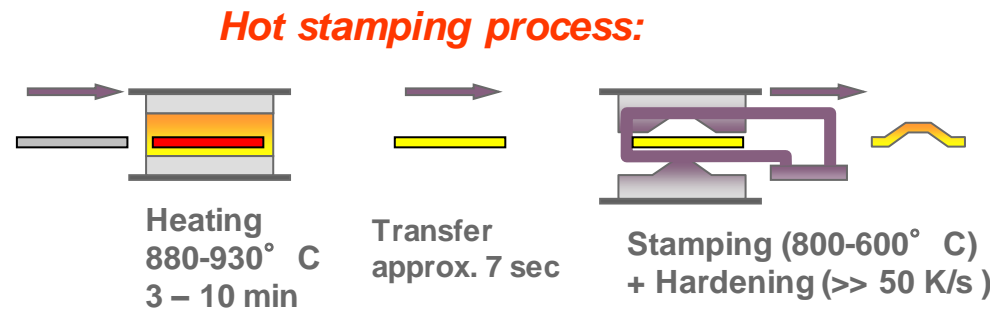 Hot stamping process:
Heating
880-930° C
3 – 10 min
Transfer
approx. 7 sec
Stamping (800-600° C)
+ Hardening (>> 50 K/s )